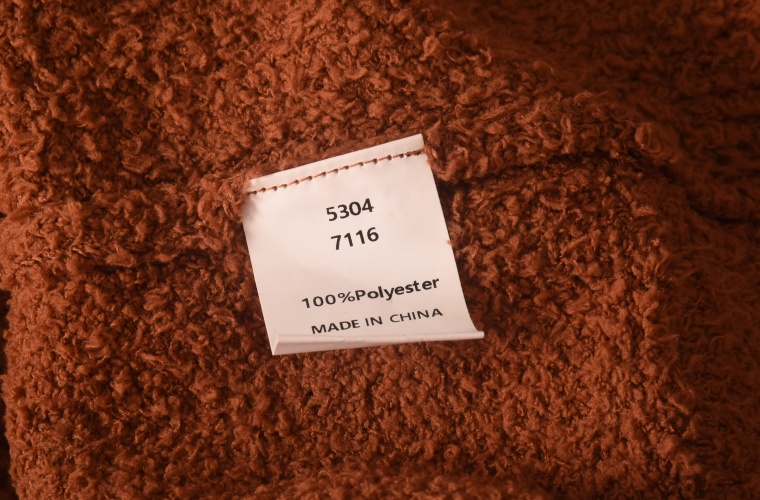 5304
7116
100%Polyester
MADE IN CHINA